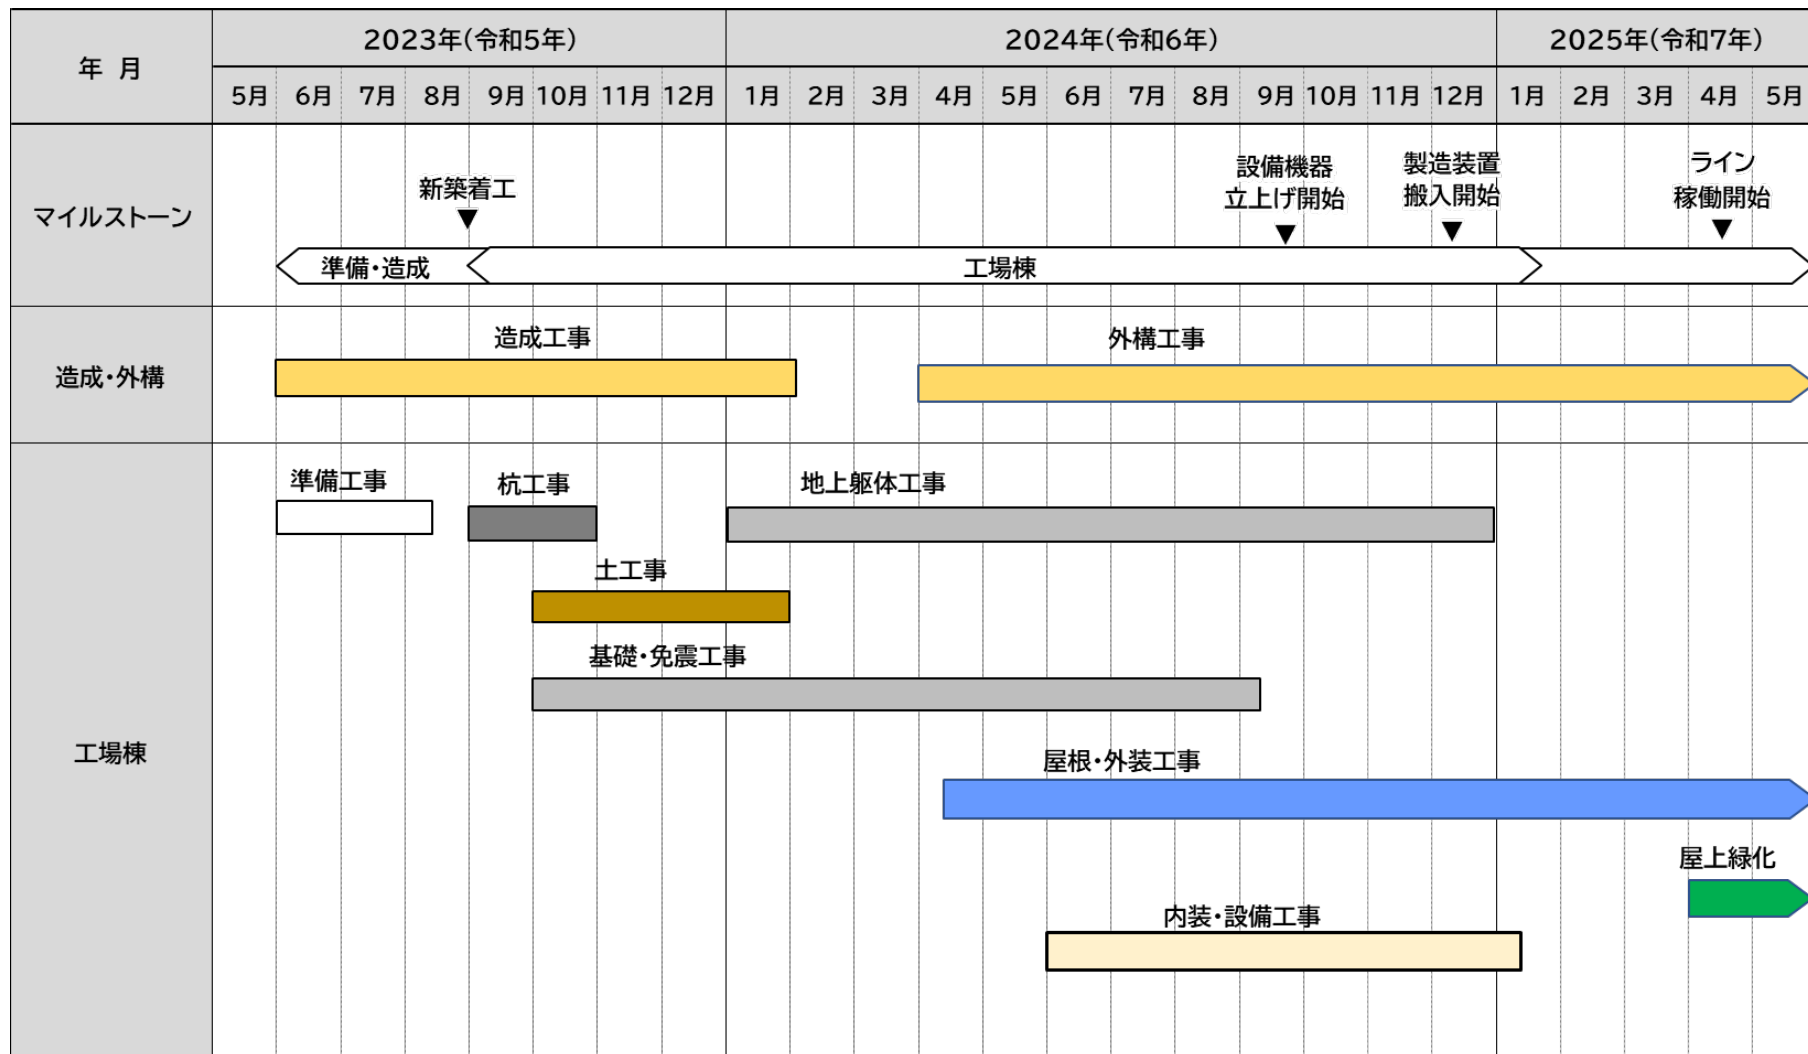 年 月
2023年(令和5年)
2024年(令和6年)
2025年(令和7年)
5月 6月 7月 8月 9月 10月 11月 12月 1月 2月 3月 4月 5月 6月 7月 8月 9月 10月 11月 12月 1月 2月 3月 4月 5月
マイルストーン
新築着工
設備機器
立上げ開始
製造装置
搬入開始
ライン
稼働開始
準備・造成
工場棟
造成・外構
造成工事
外構工事
工場棟
準備工事
杭工事
地上躯体工事
土工事
基礎・免震工事
屋根・外装工事
屋上緑化
内装・設備工事